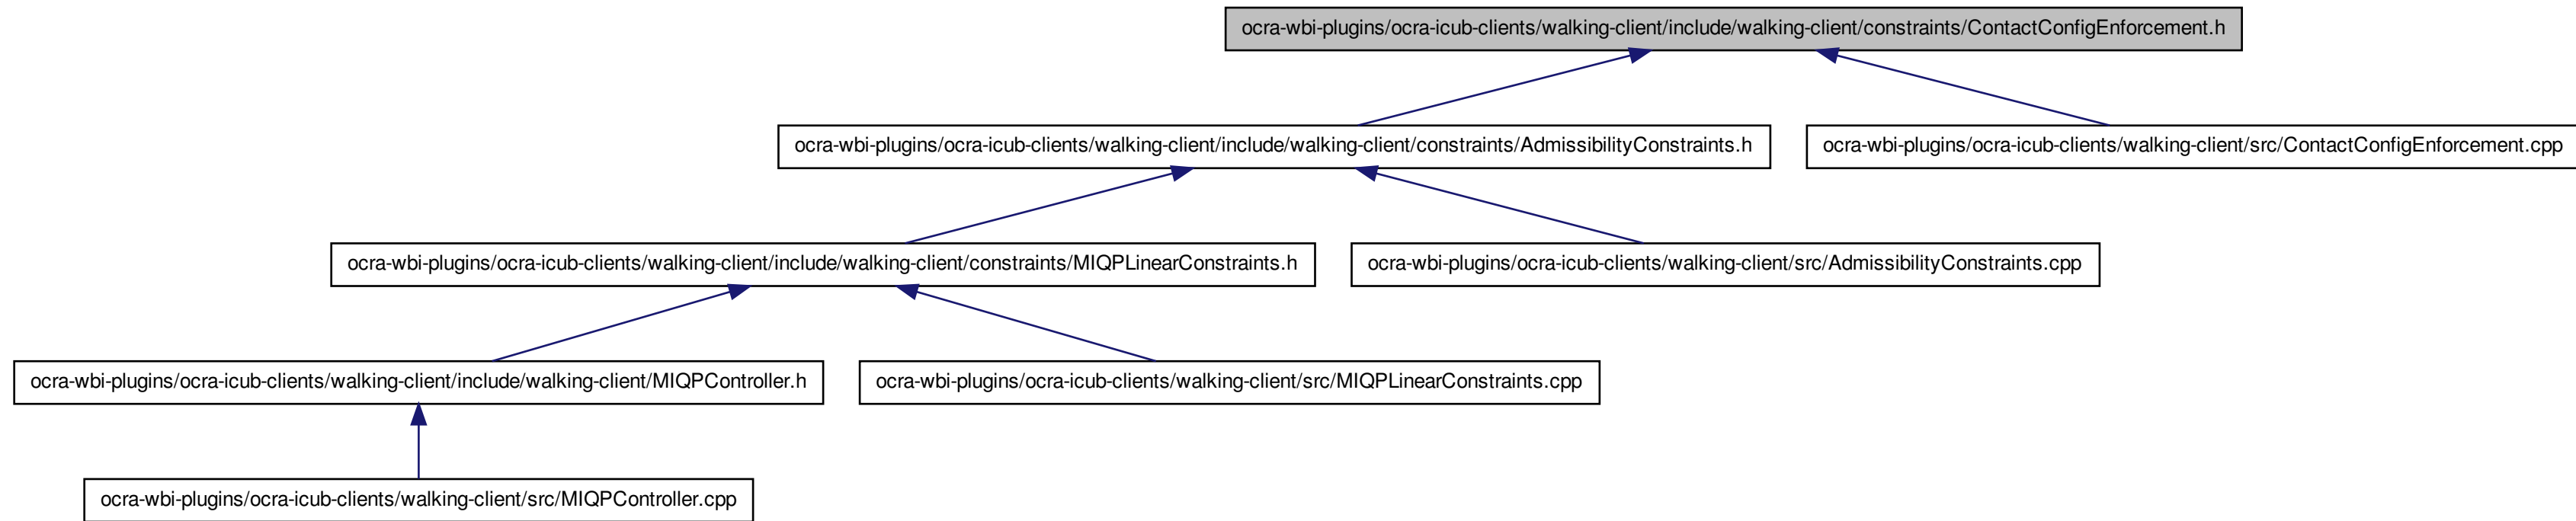 ocra-wbi-plugins/ocra-icub-clients/walking-client/include/walking-client/constraints/ContactConfigEnforcement.h
ocra-wbi-plugins/ocra-icub-clients/walking-client/include/walking-client/constraints/AdmissibilityConstraints.h
ocra-wbi-plugins/ocra-icub-clients/walking-client/src/ContactConfigEnforcement.cpp
ocra-wbi-plugins/ocra-icub-clients/walking-client/include/walking-client/constraints/MIQPLinearConstraints.h
ocra-wbi-plugins/ocra-icub-clients/walking-client/src/AdmissibilityConstraints.cpp
ocra-wbi-plugins/ocra-icub-clients/walking-client/include/walking-client/MIQPController.h
ocra-wbi-plugins/ocra-icub-clients/walking-client/src/MIQPLinearConstraints.cpp
ocra-wbi-plugins/ocra-icub-clients/walking-client/src/MIQPController.cpp